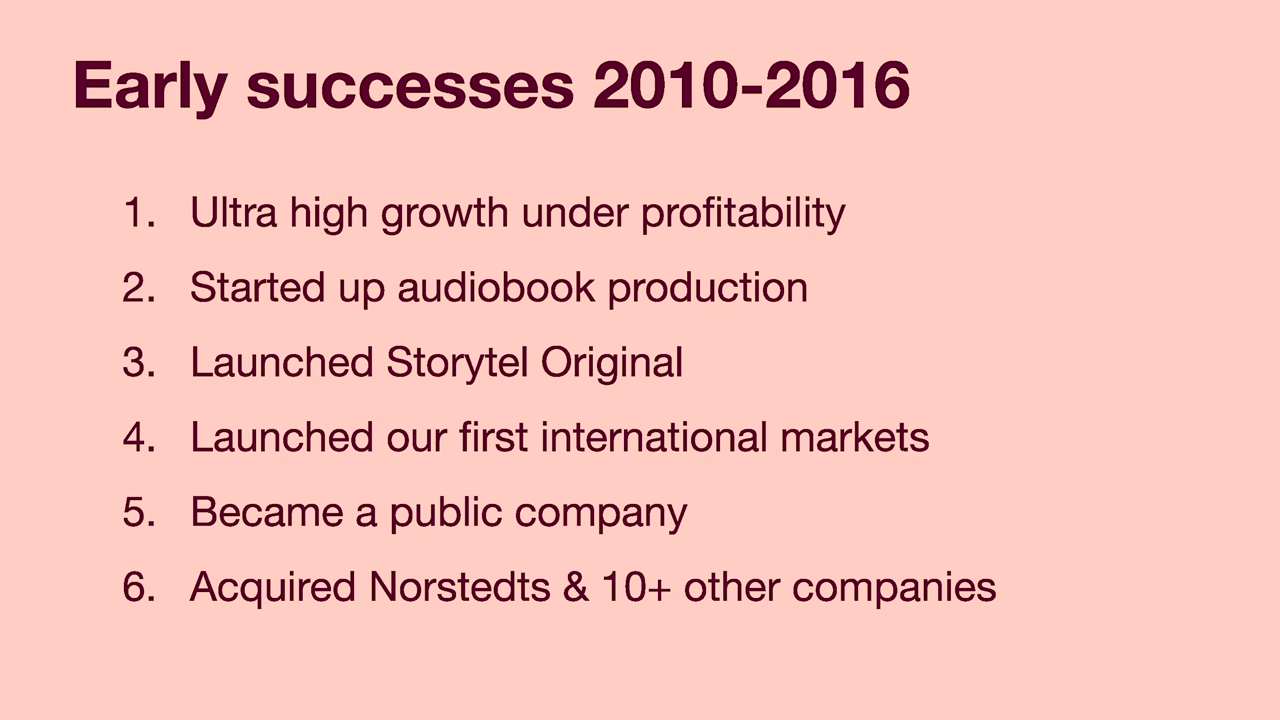 Early successes 2010-2016
1. Ultra high growth under profitability
2. Started up audiobook production
3. Launched Storytel Original
4. Launched our first international markets
5. Became a public company
6. Acquired Norstedts & 10+ other companies